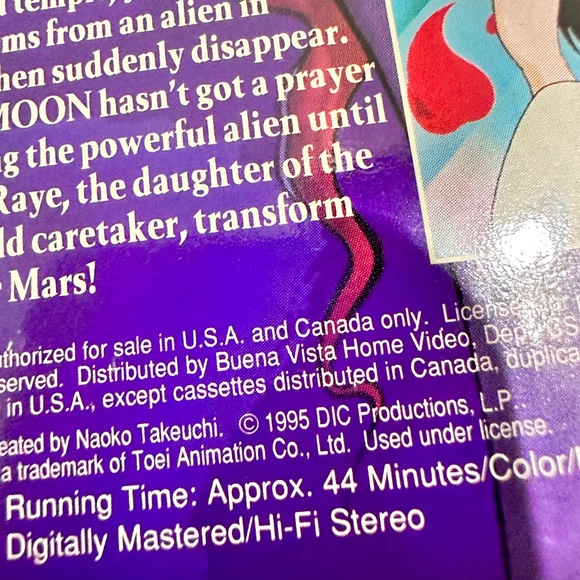 ms from an alien in
hen suddenly disappear.
MOON hasn't got a prayer
g the powerful alien until
Raye, the daughter of the
ld caretaker, transform
Mars!
thorized for sale in U.S.A. and Canada only. License
served. Distributed by Buena Vista Home Video, Dep
in U.S.A., except cassettes distributed in Canada, duplica
eated by Naoko Takeuchi. © 1995 DIC Productions, L.P
a trademark of Toei Animation Co., Ltd. Used under license.
Running Time: Approx. 44 Minutes/Color/
Digitally Mastered/Hi-Fi Stereo